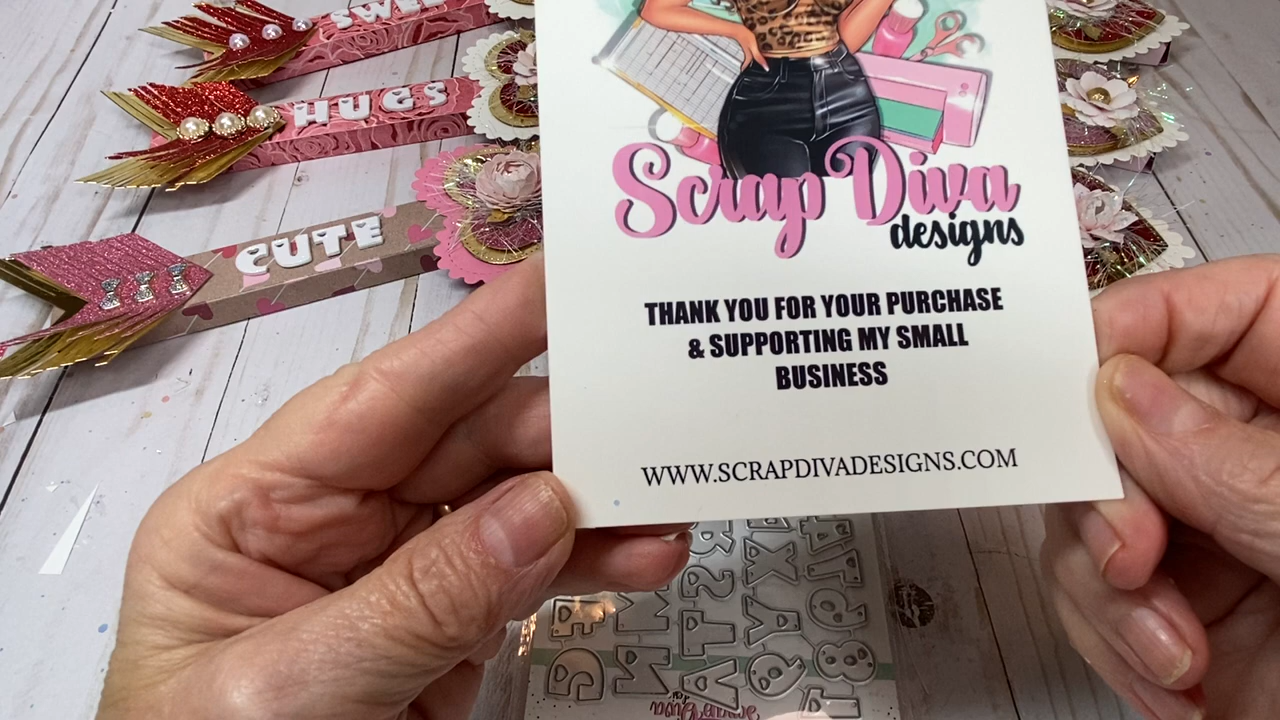 SWEE
HUGS
CUTE
Scrap Diva
designs
THANK YOU FOR YOUR PURCHASE
& SUPPORTING MY SMALL
BUSINESS
WWW.SCRAPDIVADESIGNS.COM